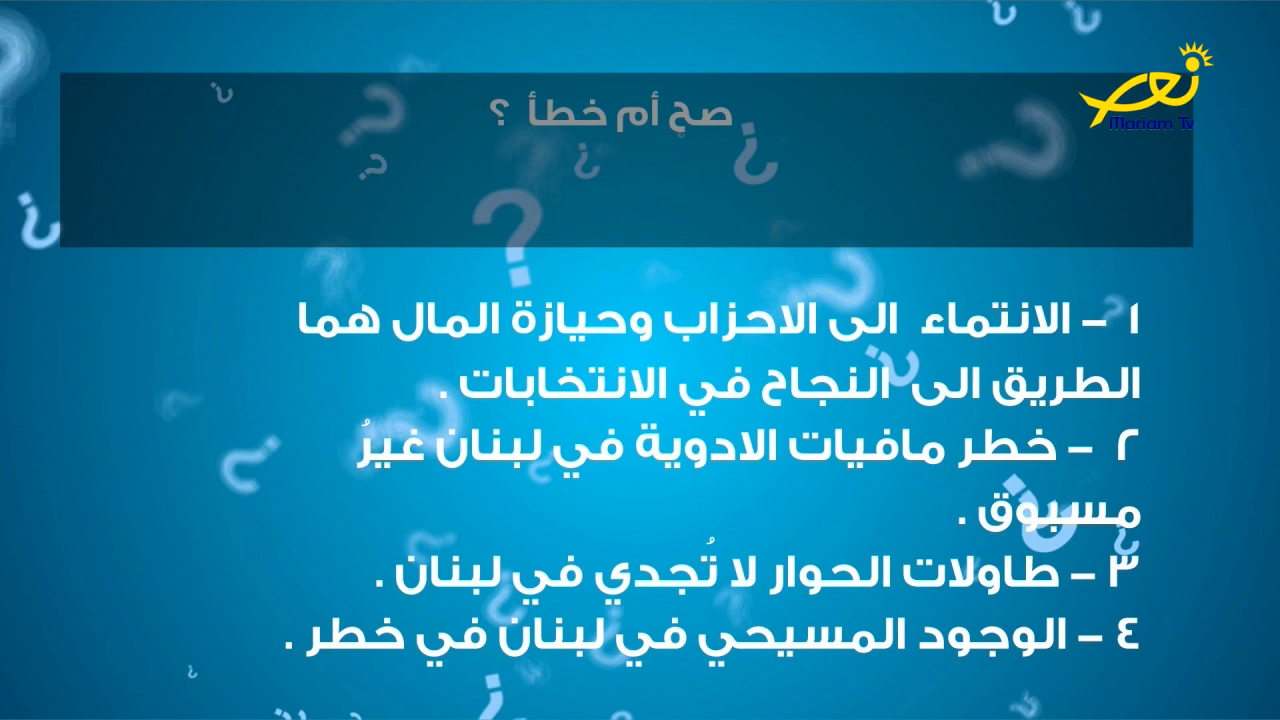 نعم
Mariam Tv
صح أم خطأ ؟
١ - الانتماء الى الاحزاب وحيازة المال هما
الطريق الى النجاح في الانتخابات .
٢ - خطر مافيات الادوية في لبنان غيرُ
مسبوق .
٣ - طاولات الحوار لا تُجدي في لبنان .
٤ - الوجود المسيحي في لبنان في خطر .